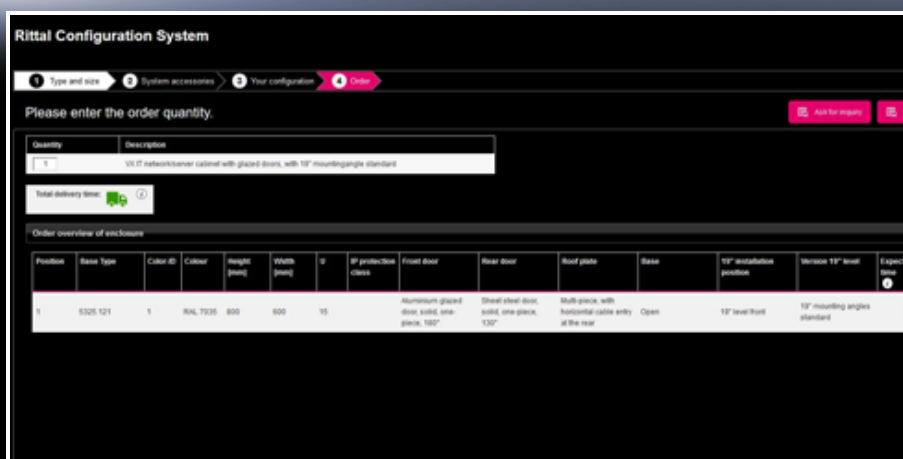 Rittal Configuration System
1 Type and size 2 System accessories 3 Your configuration 4 Order
Please enter the order quantity.
Ask for inquiry
Quantity Description
1 VX IT network/server cabinet with glazed doors, with 19" mountingangle standard
Total delivery time: i
Order overview of enclosure
Position Base Type Color ID Colour Height [mm] Width [mm] U IP protection class Front door Rear door Roof plate Base 19" installation position Version 19" level Expect time i
1 5325.121 1 RAL 7035 800 600 15 Aluminium glazed door, solid, one-piece, 180° Sheet steel door, solid, one-piece, 130° Multi-piece, with horizontal cable entry at the rear Open 19" level front 19" mounting angles standard